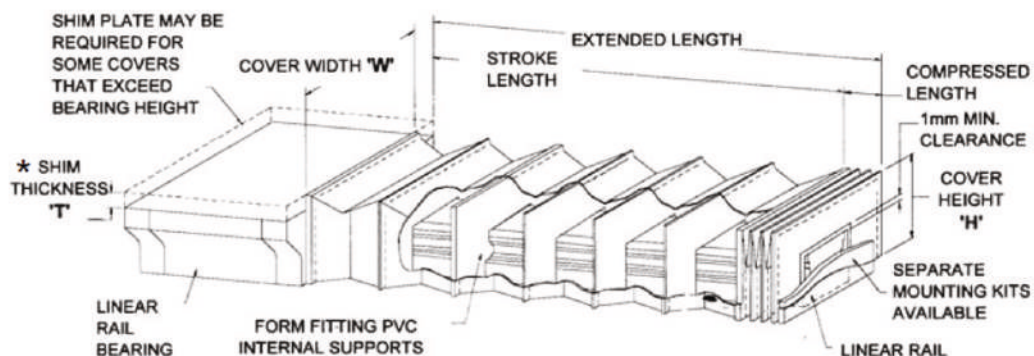 SHIM PLATE MAY BE
REQUIRED FOR
SOME COVERS
THAT EXCEED
BEARING HEIGHT
COVER WIDTH 'W'
EXTENDED LENGTH
STROKE
LENGTH
COMPRESSED
LENGTH
1mm MIN.
CLEARANCE
* SHIM
THICKNESS
'T'
COVER
HEIGHT
'H'
LINEAR
RAIL
BEARING
FORM FITTING PVC
INTERNAL SUPPORTS
SEPARATE
MOUNTING KITS
AVAILABLE
LINEAR RAIL